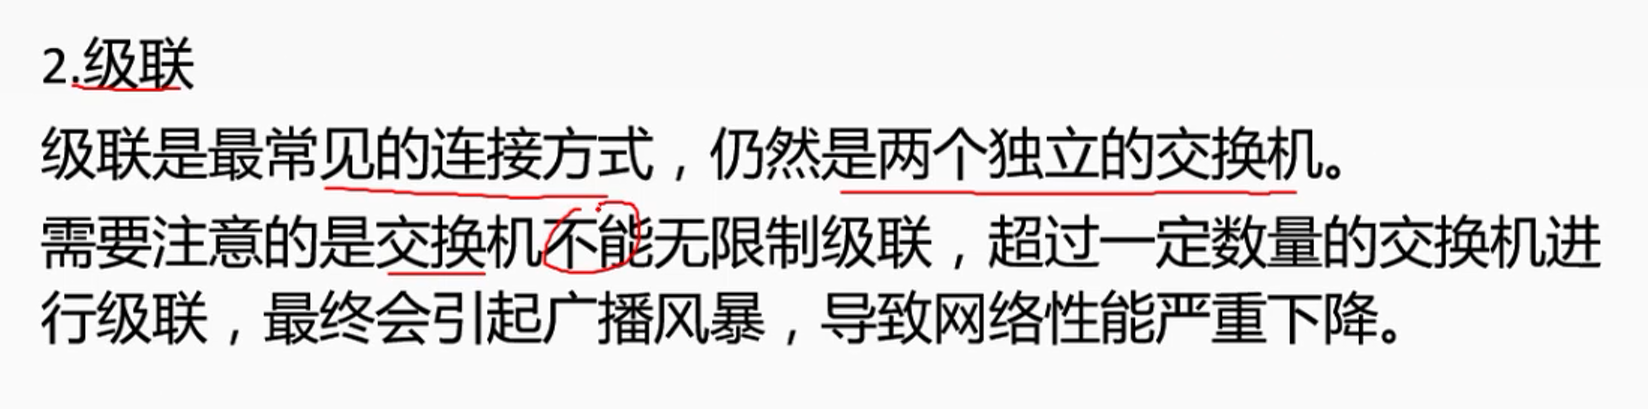 2.级联
级联是最常见的连接方式，仍然是两个独立的交换机。
需要注意的是交换机不能无限制级联，超过一定数量的交换机进
行级联，最终会引起广播风暴，导致网络性能严重下降。